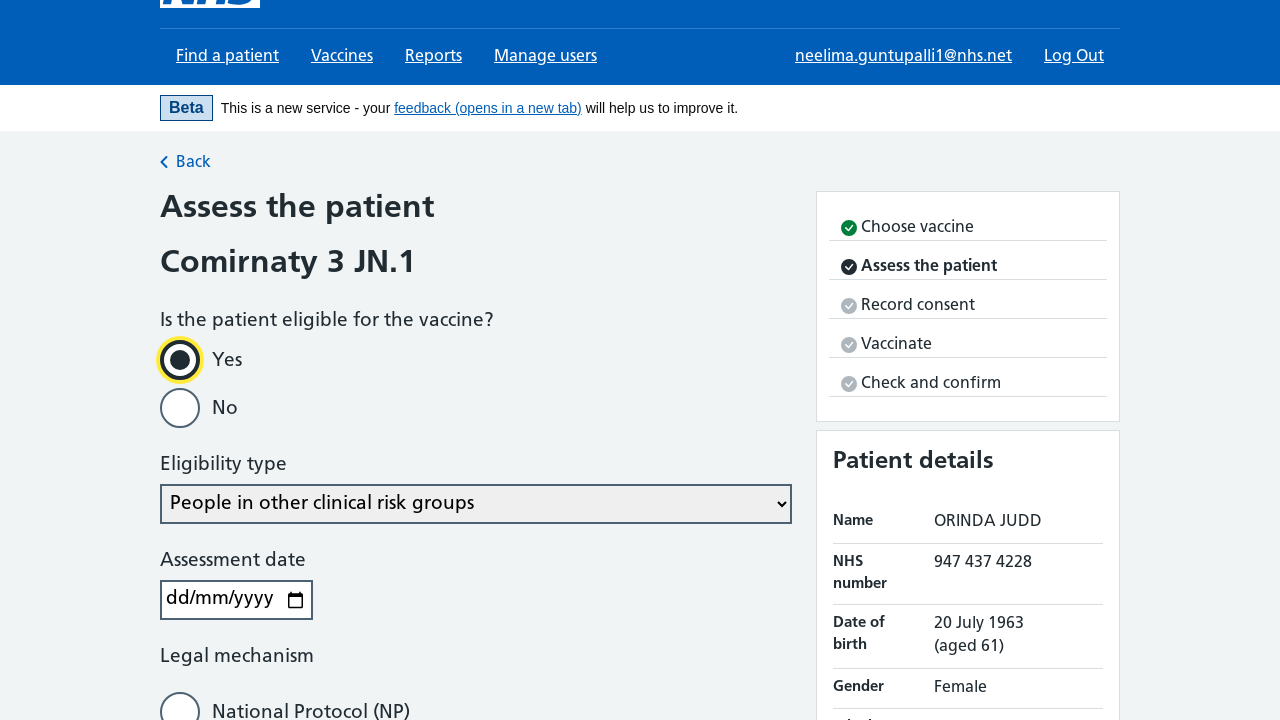 Find a patient
Vaccines
Reports
Manage users
neelima.guntupalli1@nhs.net
Log Out
Beta
This is a new service - your feedback (opens in a new tab) will help us to improve it.
Back
Assess the patient
Comirnaty 3 JN.1
Is the patient eligible for the vaccine?
Yes
No
Eligibility type
People in other clinical risk groups
Assessment date
dd/mm/yyyy
Legal mechanism
National Protocol (NP)
Choose vaccine
Assess the patient
Record consent
Vaccinate
Check and confirm
Patient details
Name
ORINDA JUDD
NHS
number
947 437 4228
Date of
birth
20 July 1963
(aged 61)
Gender
Female